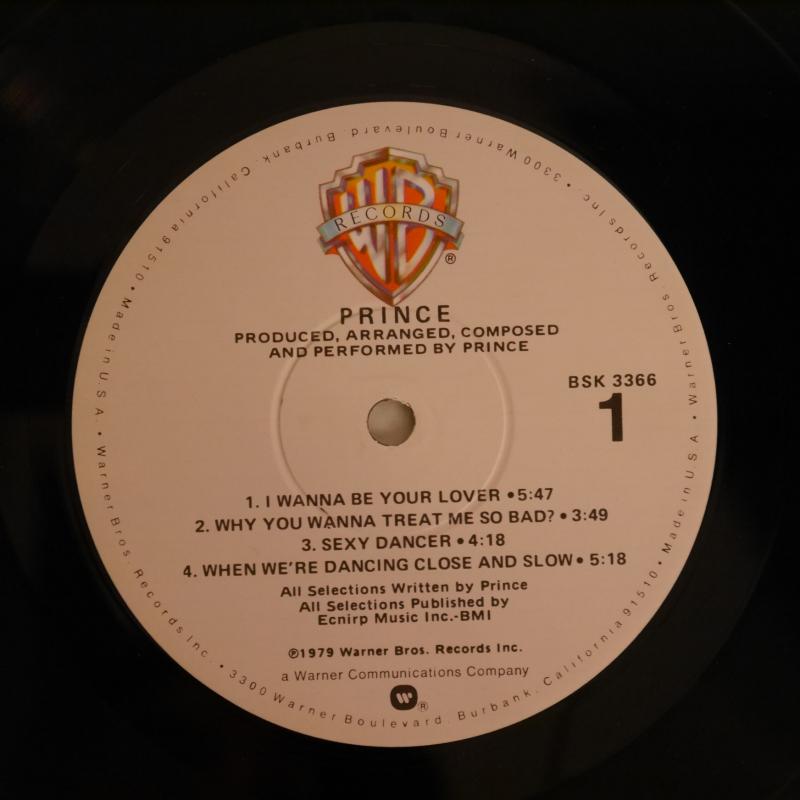 WB
RECORDS
®
PRINCE
PRODUCED, ARRANGED, COMPOSED
AND PERFORMED BY PRINCE
BSK 3366
1
1. I WANNA BE YOUR LOVER • 5:47
2. WHY YOU WANNA TREAT ME SO BAD? • 3:49
3. SEXY DANCER • 4:18
4. WHEN WE'RE DANCING CLOSE AND SLOW • 5:18
All Selections Written by Prince
All Selections Published by
Ecnirp Music Inc.-BMI
℗1979 Warner Bros. Records Inc.
a Warner Communications Company
®
Warner Bros. Records Inc. • 3300 Warner Boulevard, Burbank, California 91510 • Made in U.S.A. • Warner Bros. Records Inc. • 3300 Warner Boulevard, Burbank, California 91510 • Made in U.S.A. •